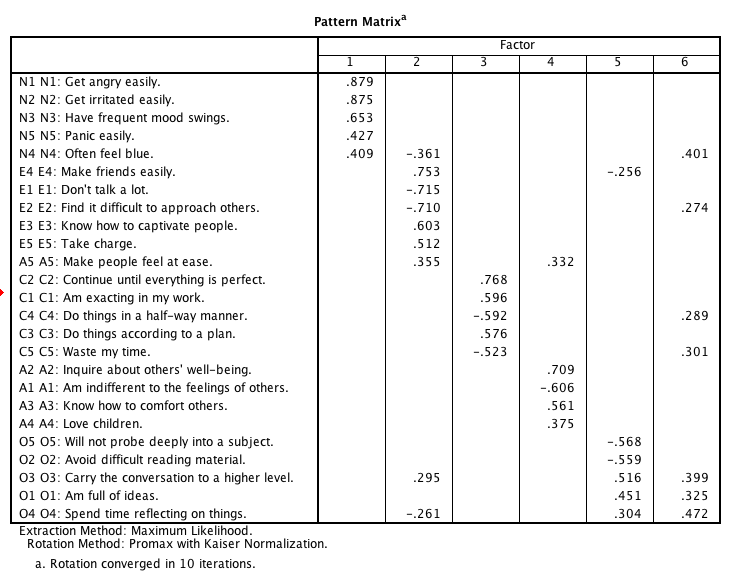 Pattern Matrixa
Factor
1 2 3 4 5 6
N1 N1: Get angry easily. .879
N2 N2: Get irritated easily. .875
N3 N3: Have frequent mood swings. .653
N5 N5: Panic easily. .427
N4 N4: Often feel blue. .409 -.361 .401
E4 E4: Make friends easily. .753 -.256
E1 E1: Don't talk a lot. -.715
E2 E2: Find it difficult to approach others. -.710 .274
E3 E3: Know how to captivate people. .603
E5 E5: Take charge. .512
A5 A5: Make people feel at ease. .355 .332
C2 C2: Continue until everything is perfect. .768
C1 C1: Am exacting in my work. .596
C4 C4: Do things in a half-way manner. -.592 .289
C3 C3: Do things according to a plan. .576
C5 C5: Waste my time. -.523 .301
A2 A2: Inquire about others' well-being. .709
A1 A1: Am indifferent to the feelings of others. -.606
A3 A3: Know how to comfort others. .561
A4 A4: Love children. .375
O5 O5: Will not probe deeply into a subject. -.568
O2 O2: Avoid difficult reading material. -.559
O3 O3: Carry the conversation to a higher level. .295 .516 .399
O1 O1: Am full of ideas. .451 .325
O4 O4: Spend time reflecting on things. -.261 .304 .472
Extraction Method: Maximum Likelihood.
Rotation Method: Promax with Kaiser Normalization.
a. Rotation converged in 10 iterations.